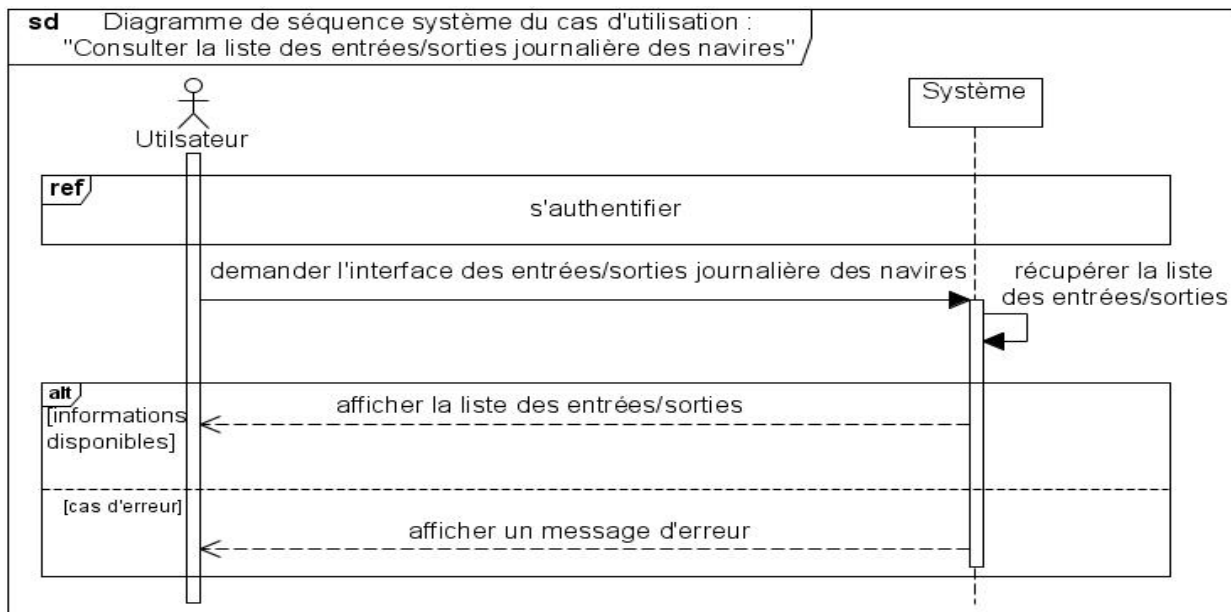 sd Diagramme de séquence système du cas d'utilisation :
"Consulter la liste des entrées/sorties journalière des navires"
Utilsateur
Système
ref
s'authentifier
demander l'interface des entrées/sorties journalière des navires
récupérer la liste
des entrées/sorties
alt
[informations
disponibles]
afficher la liste des entrées/sorties
[cas d'erreur]
afficher un message d'erreur